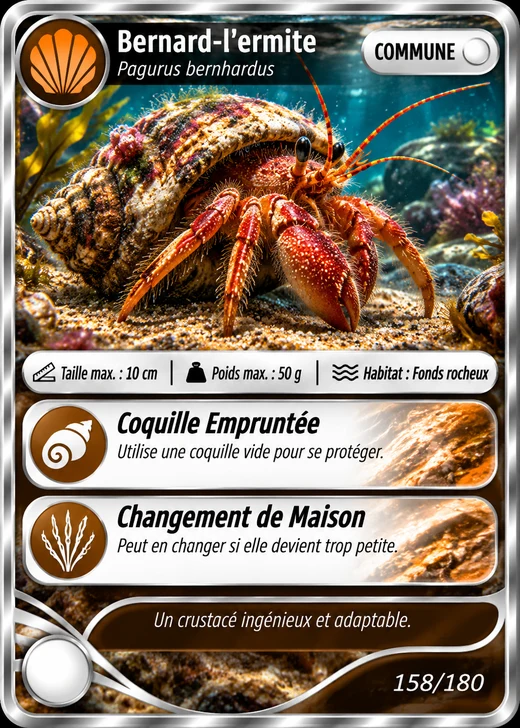 Bernard-l'ermite
Pagurus bernhardus
COMMUNE
Taille max. : 10 cm
Poids max. : 50 g
Habitat : Fonds rocheux
Coquille Empruntée
Utilise une coquille vide pour se protéger.
Changement de Maison
Peut en changer si elle devient trop petite.
Un crustacé ingénieux et adaptable.
158/180